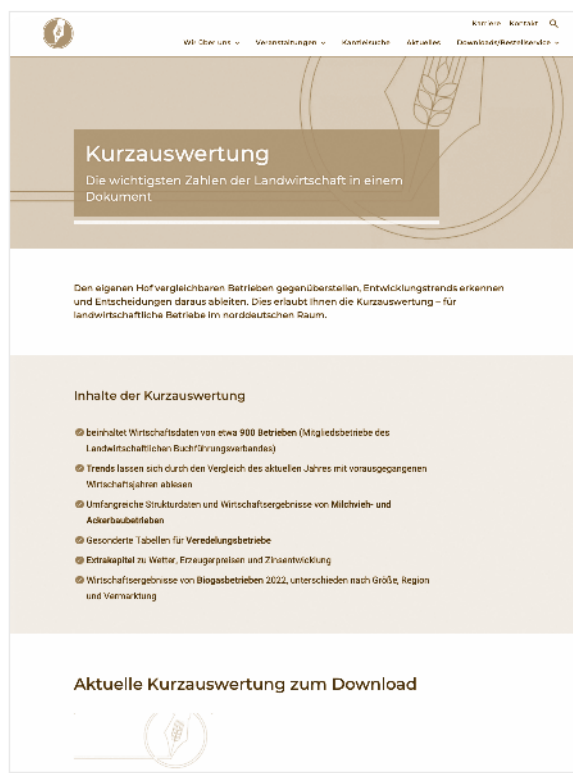 Karriere Kontakt
Wir über uns Veranstaltungen Kanzleisuche Aktuelles Downloads/Bestellservice
Kurzauswertung
Die wichtigsten Zahlen der Landwirtschaft in einem
Dokument
Den eigenen Hof vergleichbaren Betrieben gegenüberstellen, Entwicklungstrends erkennen
und Entscheidungen daraus ableiten. Dies erlaubt Ihnen die Kurzauswertung – für
landwirtschaftliche Betriebe im norddeutschen Raum.
Inhalte der Kurzauswertung
beinhaltet Wirtschaftsdaten von etwa 900 Betrieben (Mitgliedsbetriebe des
Landwirtschaftlichen Buchführungsverbandes)
Trends lassen sich durch den Vergleich des aktuellen Jahres mit vorausgegangenen
Wirtschaftsjahren ablesen
Umfangreiche Strukturdaten und Wirtschaftsergebnisse von Milchvieh- und
Ackerbaubetrieben
Gesonderte Tabellen für Veredelungsbetriebe
Extrakapitel zu Wetter, Erzeugerpreisen und Zinsentwicklung
Wirtschaftsergebnisse von Biogasbetrieben 2022, unterschieden nach Größe, Region
und Vermarktung
Aktuelle Kurzauswertung zum Download